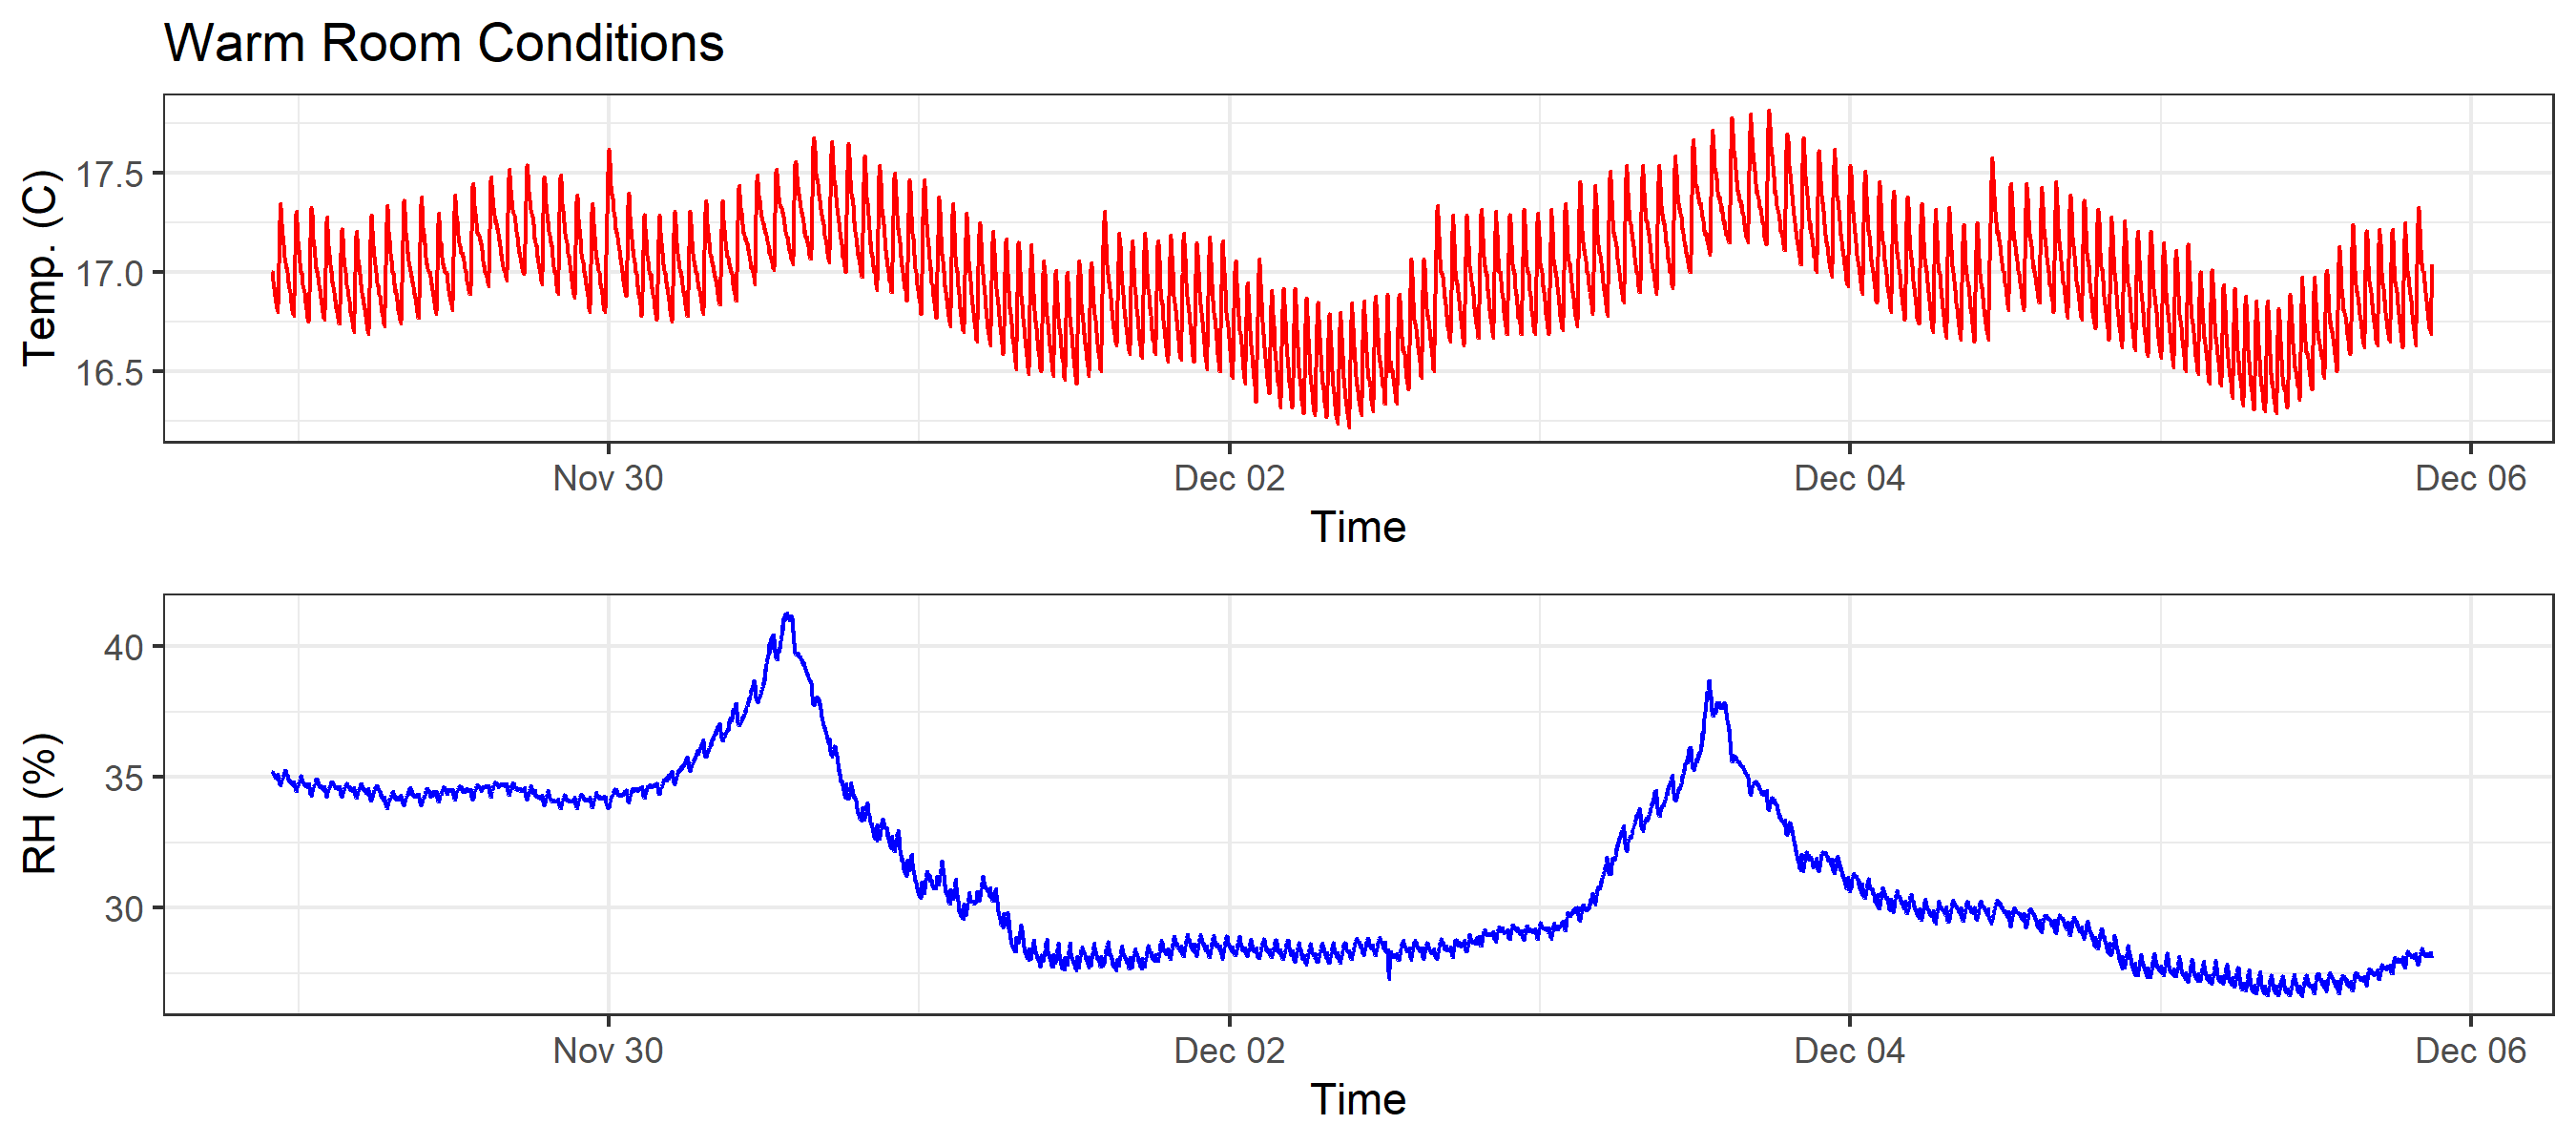 Warm Room Conditions
Temp. (C)
17.5
17.0
16.5
Nov 30 Dec 02 Dec 04 Dec 06
Time
RH (%)
40
35
30
Nov 30 Dec 02 Dec 04 Dec 06
Time